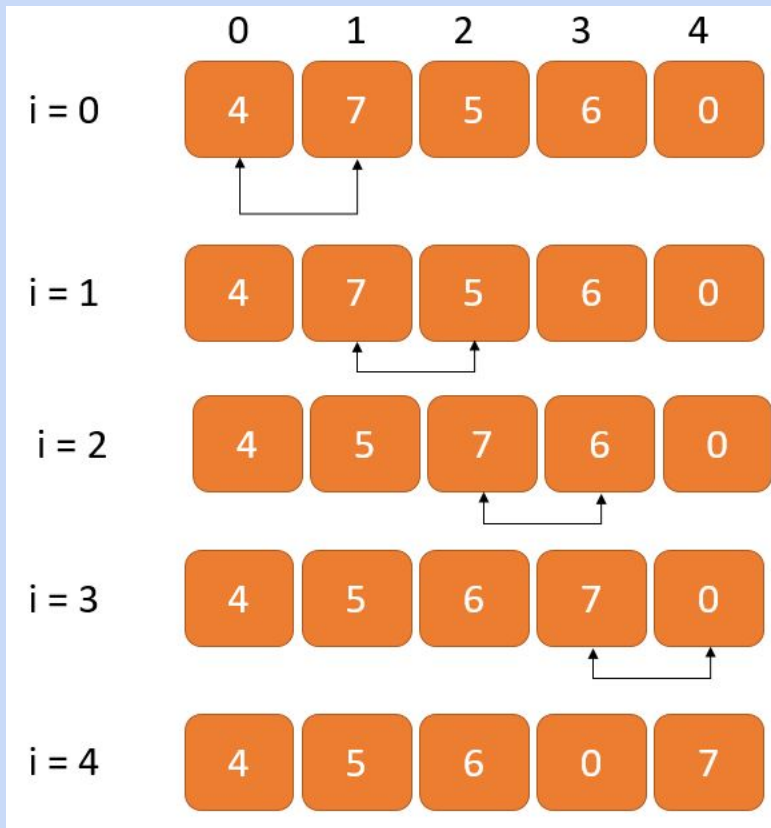 0 1 2 3 4
i = 0 4 7 5 6 0
i = 1 4 7 5 6 0
i = 2 4 5 7 6 0
i = 3 4 5 6 7 0
i = 4 4 5 6 0 7